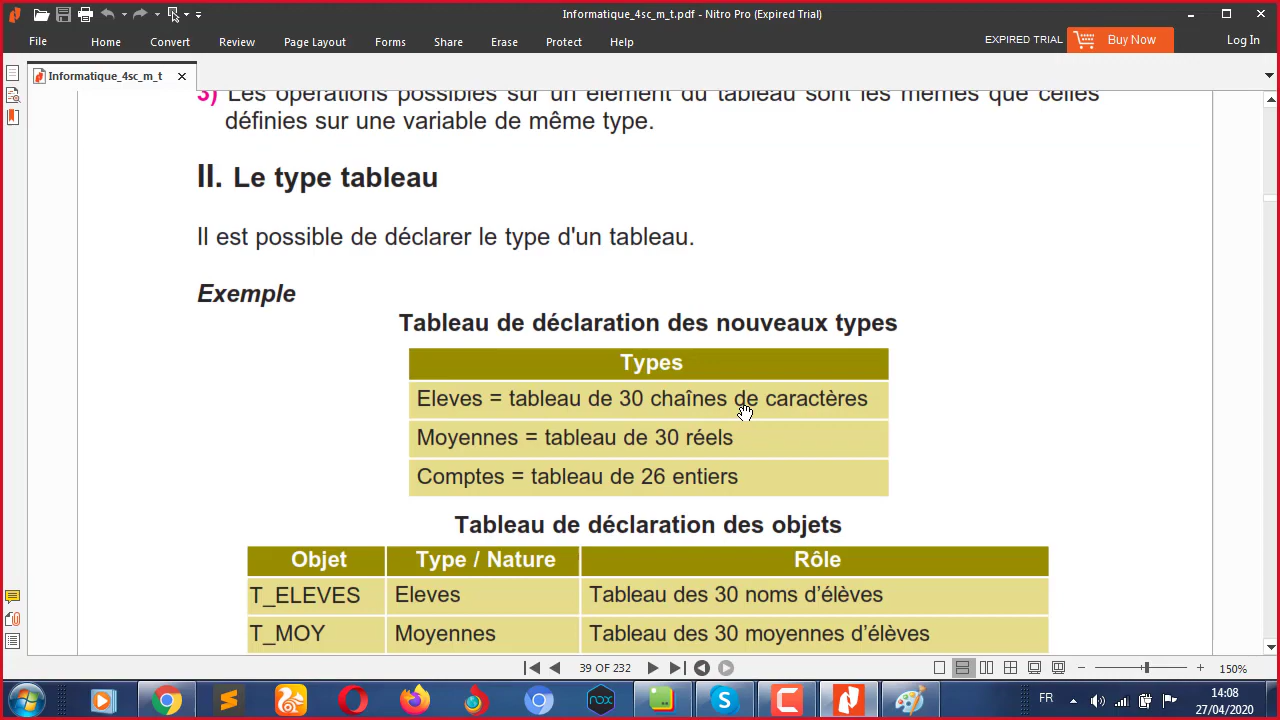 Informatique_4sc_m_t.pdf - Nitro Pro (Expired Trial)
File Home Convert Review Page Layout Forms Share Erase Protect Help EXPIRED TRIAL Buy Now Log In
Informatique_4sc_m_t
3) Les opérations possibles sur un élément du tableau sont les mêmes que celles
définies sur une variable de même type.
II. Le type tableau
Il est possible de déclarer le type d'un tableau.
Exemple
Tableau de déclaration des nouveaux types
Types
Eleves = tableau de 30 chaînes de caractères
Moyennes = tableau de 30 réels
Comptes = tableau de 26 entiers
Tableau de déclaration des objets
Objet Type / Nature Rôle
T_ELEVES Eleves Tableau des 30 noms d’élèves
T_MOY Moyennes Tableau des 30 moyennes d’élèves
39 OF 232 150%
nox FR 14:08
27/04/2020